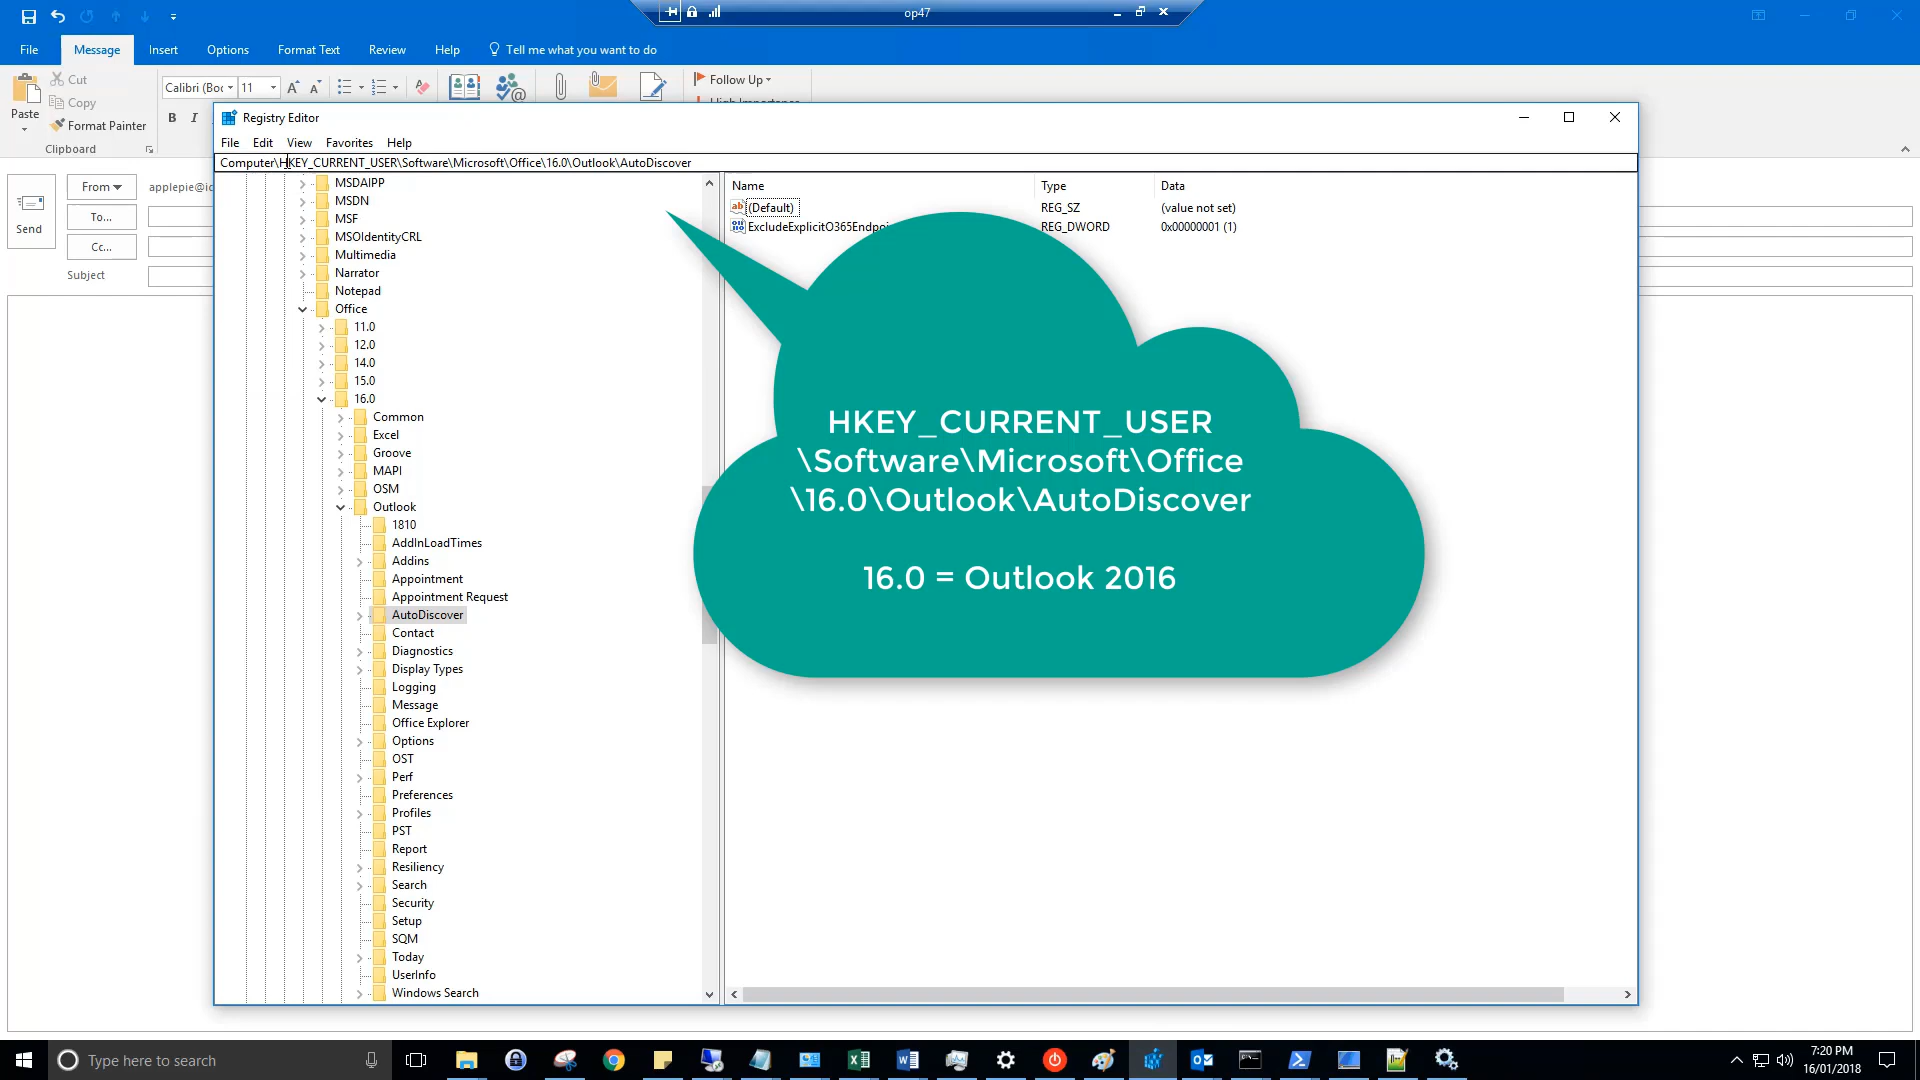 op47
File Message Insert Options Format Text Review Help Tell me what you want to do
Cut
Copy
Format Painter
Paste
Clipboard
Calibri (Boc 11
B I
Follow Up
From applepie@ic
To...
Cc...
Send
Subject
Registry Editor
File Edit View Favorites Help
Computer\HKEY_CURRENT_USER\Software\Microsoft\Office\16.0\Outlook\AutoDiscover
MSDAIPP
MSDN
MSF
MSOIdentityCRL
Multimedia
Narrator
Notepad
Office
11.0
12.0
14.0
15.0
16.0
Common
Excel
Groove
MAPI
OSM
Outlook
1810
AddInLoadTimes
Addins
Appointment
Appointment Request
AutoDiscover
Contact
Diagnostics
Display Types
Logging
Message
Office Explorer
Options
OST
Perf
Preferences
Profiles
PST
Report
Resiliency
Search
Security
Setup
SQM
Today
UserInfo
Windows Search
Name Type Data
(Default) REG_SZ (value not set)
ExcludeExplicitO365Endpoi REG_DWORD 0x00000001 (1)
HKEY_CURRENT_USER
\Software\Microsoft\Office
\16.0\Outlook\AutoDiscover
16.0 = Outlook 2016
Type here to search
7:20 PM
16/01/2018